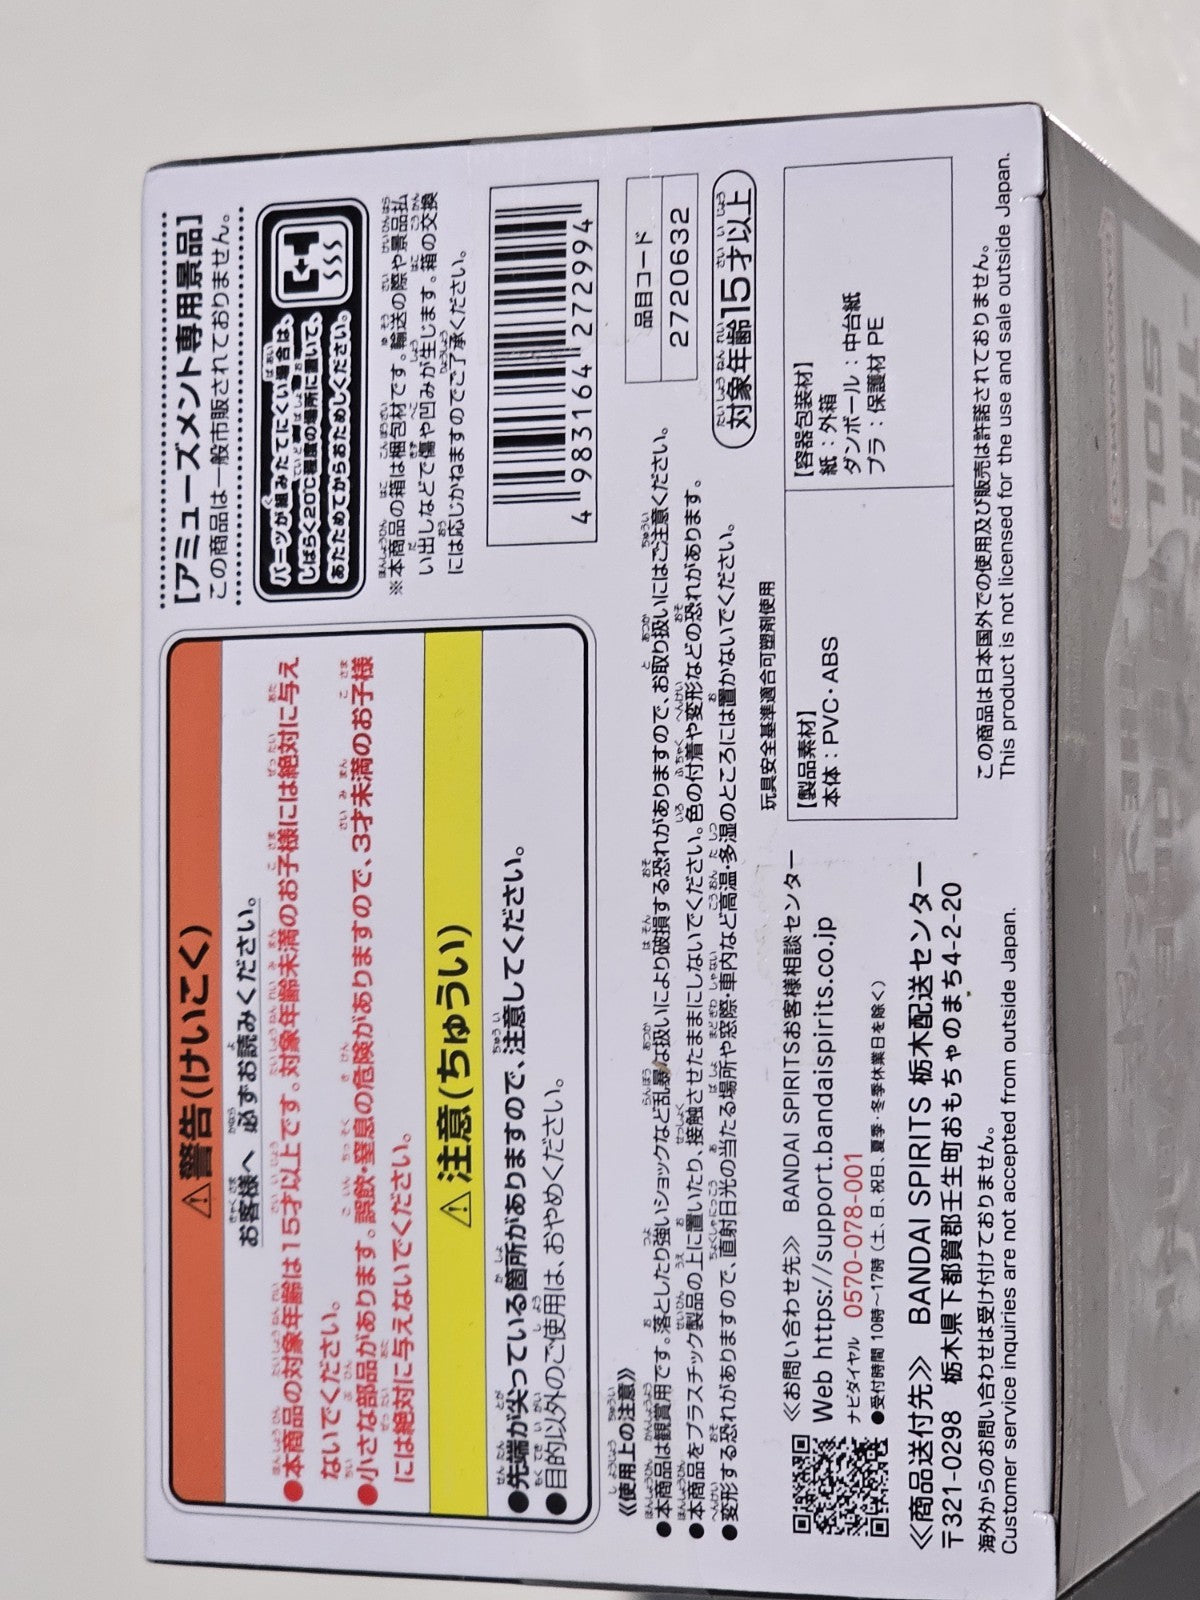 ⚠警告(けいこく)
お客様へ 必ずお読みください。
●本商品の対象年齢は15才以上です。対象年齢未満のお子様には絶対に与え
ないでください。
●小さな部品があります。誤飲・窒息の危険がありますので、3才未満のお子様
には絶対に与えないでください。
⚠注意(ちゅうい)
●先端が尖っている箇所がありますので、注意してください。
●目的以外のご使用は、おやめください。
[アミューズメント専用景品]
この商品は一般市販されておりません。
パーツが組みたてにくい場合は、
しばらく20℃程度の場所に置いて、
あたためてからおためしください。
※本商品の箱は梱包材です。輸送の際や景品払
い出しなどで傷や凹みが生じます。箱の交換
には応じかねますのでご了承ください。
4 983164 272994
品目コード
2720632
対象年齢15才以上
《使用上の注意》
●本商品は観賞用です。落としたり強いショックなど乱暴な扱いにより破損する恐れがありますので、お取り扱いにはご注意ください。
●本商品をプラスチック製品の上に置いたり、接触させたままにしないでください。色の付着や変形などの恐れがあります。
●変形する恐れがありますので、直射日光の当たる場所や窓際・車内など高温・多湿のところには置かないでください。
玩具安全基準適合可塑剤使用
【製品素材】
本体：PVC・ABS
【容器包装材】
紙：外箱
ダンボール：中台紙
プラ：保護材 PE
《お問い合わせ先》 BANDAI SPIRITSお客様相談センター
Web https://support.bandaispirits.co.jp
ナビダイヤル 0570-078-001
●受付時間 10時〜17時（土、日、祝日、夏季・冬季休業日を除く）
《商品送付先》 BANDAI SPIRITS 栃木配送センター
〒321-0298 栃木県下都賀郡壬生町おもちゃのまち4-2-20
海外からのお問い合わせは受け付けておりません。
Customer service inquiries are not accepted from outside Japan.
この商品は日本国外での使用及び販売は許諾されておりません。
This product is not licensed for the use and sale outside Japan.